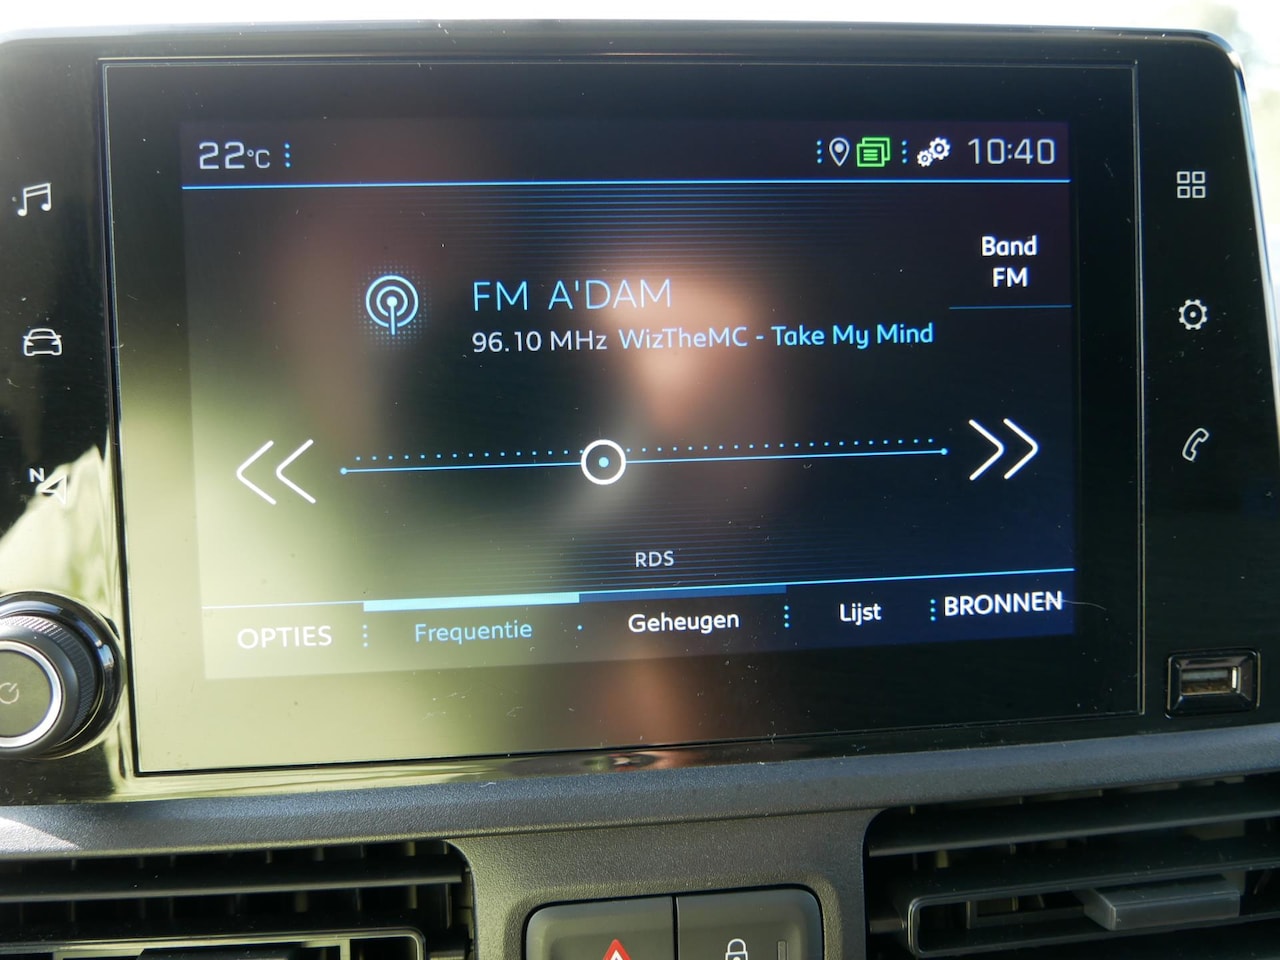 22°C
10:40
Band
FM
FM A'DAM
96.10 MHz WizTheMC - Take My Mind
N
RDS
OPTIES Frequentie Geheugen Lijst BRONNEN